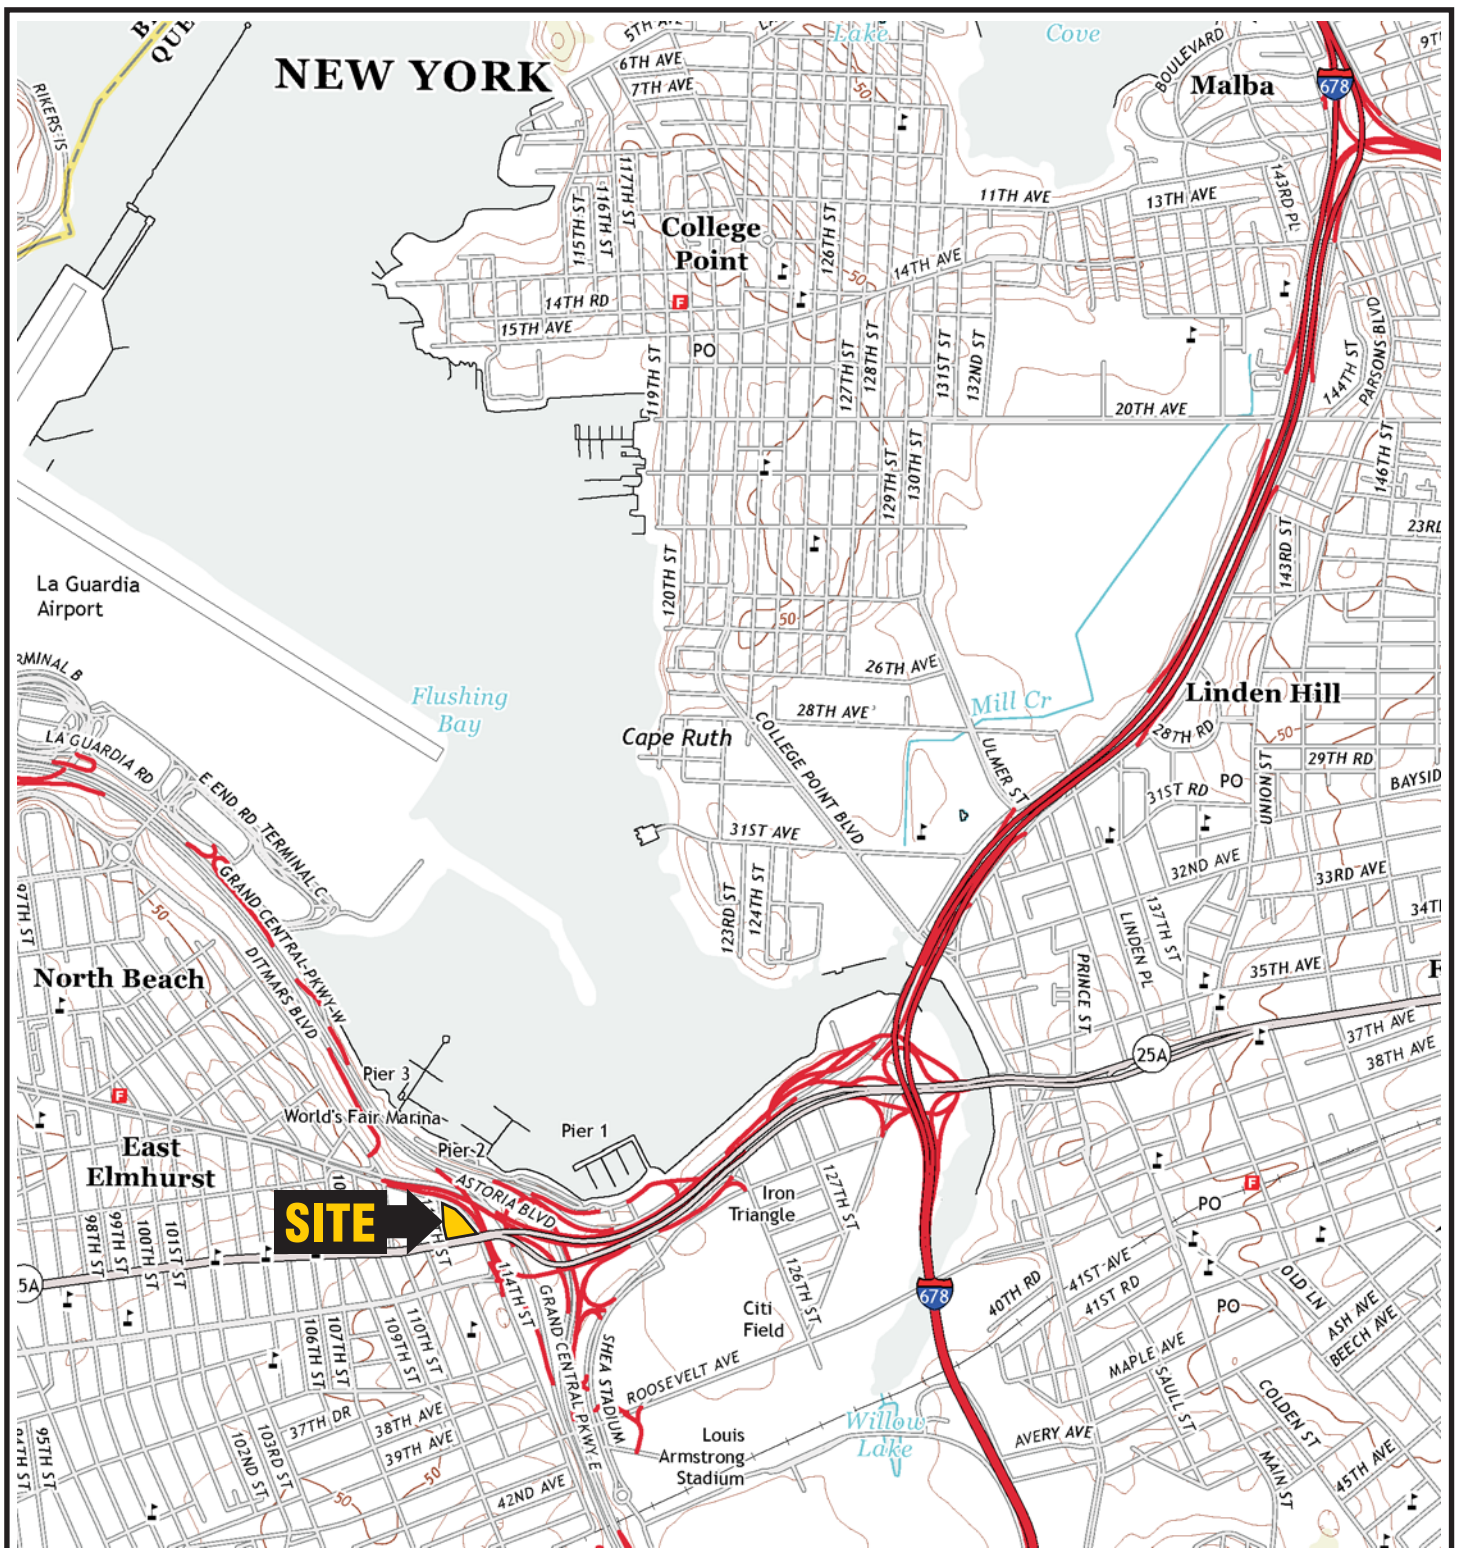 5TH AVE
Lake
Cove
NEW YORK
6TH AVE
7TH AVE
BOULEVARD
Malba
678
RIKERS IS
50
117TH ST
116TH ST
115TH ST
11TH AVE
13TH AVE
143RD PL
College
Point
126TH ST
50
14TH AVE
14TH RD
F
15TH AVE
PO
119TH ST
127TH ST
128TH ST
131ST ST
132ND ST
144TH ST
PARSONS BLVD
20TH AVE
129TH ST
130TH ST
146TH ST
143RD ST
La Guardia
Airport
120TH ST
50
26TH AVE
Flushing
Bay
28TH AVE
Mill Cr
Linden Hill
Cape Ruth
COLLEGE POINT BLVD
ULMER ST
28TH RD
50
29TH RD
LA GUARDIA RD
E END RD
TERMINAL C
31ST RD
PO
UNION ST
31ST AVE
32ND AVE
33RD AVE
GRAND CENTRAL PKWY W
DITMARS BLVD
97TH ST
50
123RD ST
124TH ST
137TH ST
LINDEN PL
PRINCE ST
35TH AVE
North Beach
25A
37TH AVE
38TH AVE
Pier 3
F
World's Fair Marina
Pier 2
Pier 1
East
Elmhurst
ASTORIA BLVD
Iron
Triangle
127TH ST
F
PO
SITE
98TH ST
99TH ST
100TH ST
101ST ST
114TH ST
126TH ST
678
40TH RD
41ST AVE
41ST RD
OLD LN
PO
ASH AVE
BEECH AVE
Citi
Field
106TH ST
107TH ST
109TH ST
110TH ST
GRAND CENTRAL PKWY E
SHEA STADIUM
ROOSEVELT AVE
MAPLE AVE
SAULL ST
COLDEN ST
37TH DR
38TH AVE
39TH AVE
Willow
Lake
AVERY AVE
Louis
Armstrong
Stadium
95TH ST
102ND ST
103RD ST
50
50
42ND AVE
MAIN ST
45TH AVE